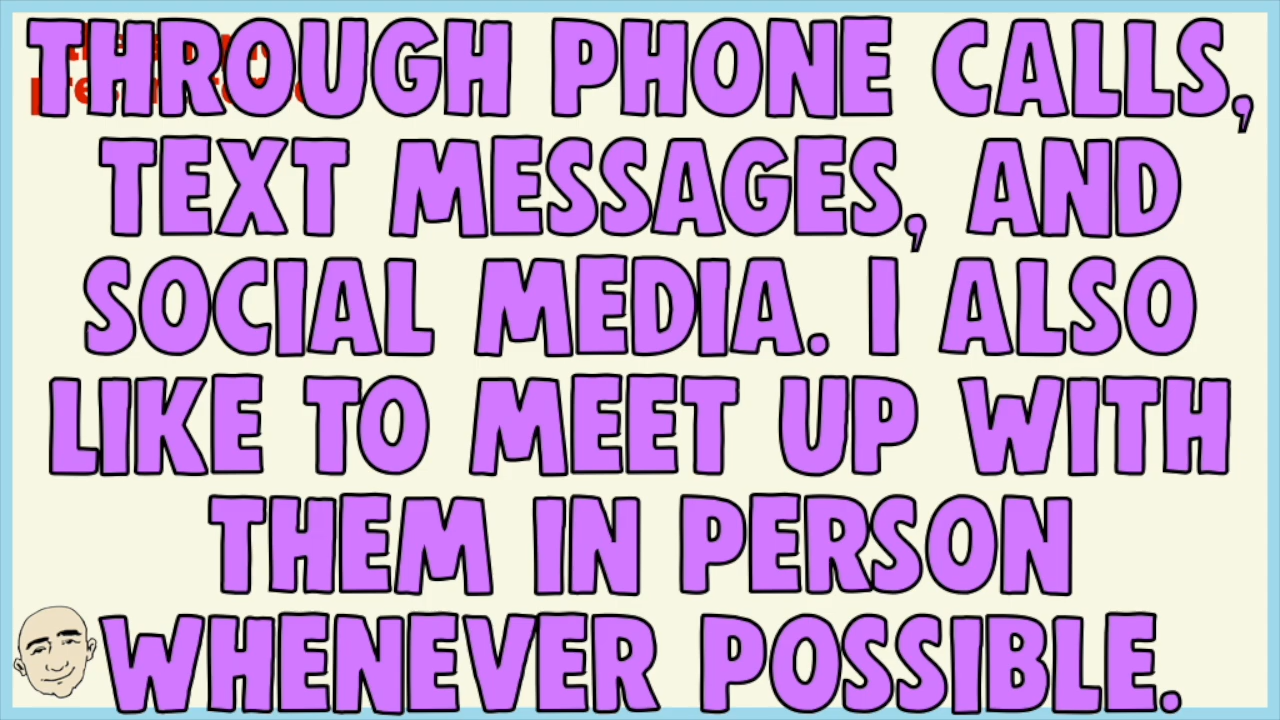 THROUGH PHONE CALLS,
TEXT MESSAGES, AND
SOCIAL MEDIA. I ALSO
LIKE TO MEET UP WITH
THEM IN PERSON
WHENEVER POSSIBLE.